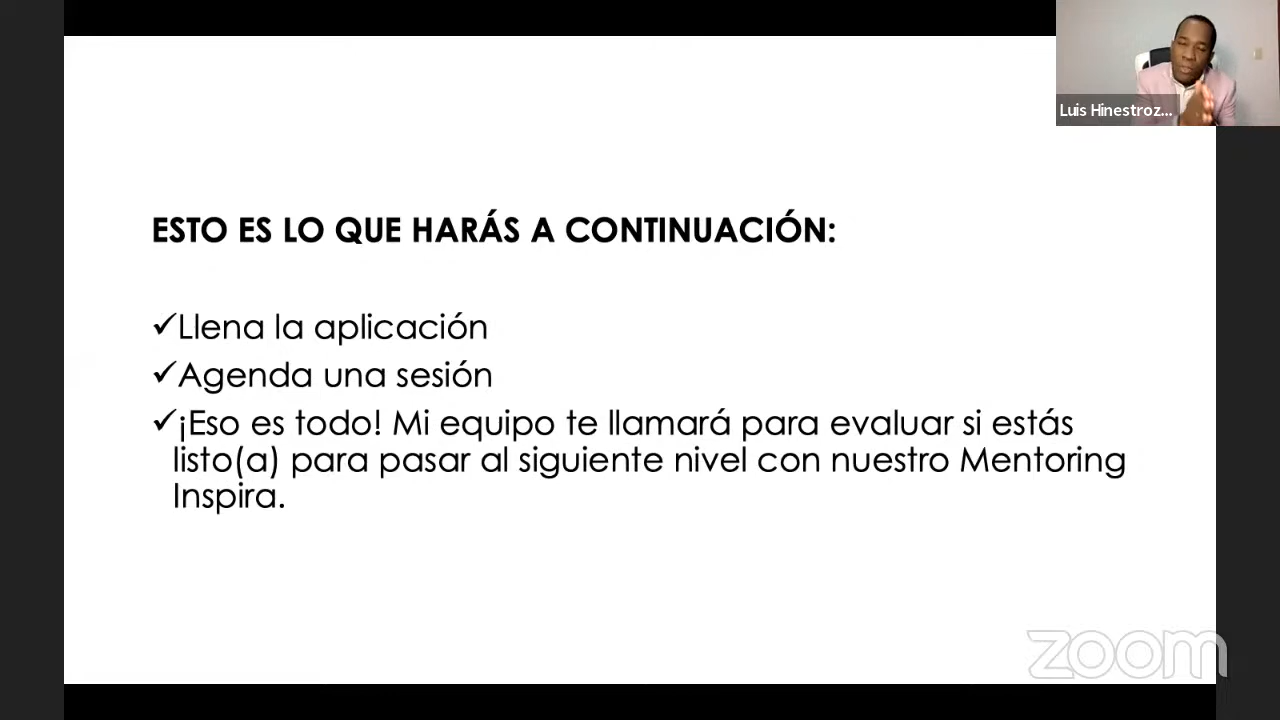 Luis Hinestroz...
ESTO ES LO QUE HARÁS A CONTINUACIÓN:
✓Llena la aplicación
✓Agenda una sesión
✓¡Eso es todo! Mi equipo te llamará para evaluar si estás
listo(a) para pasar al siguiente nivel con nuestro Mentoring
Inspira.
zoom